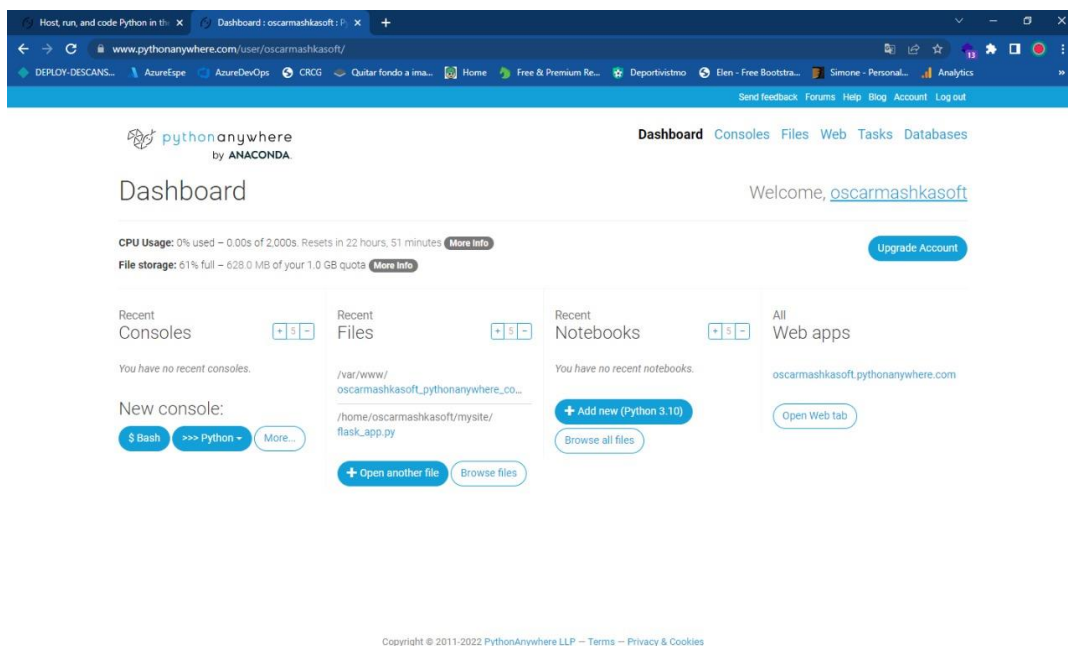 Host, run, and code Python in th
Dashboard : oscarmashkasoft : Py
www.pythonanywhere.com/user/oscarmashkasoft/
13
DEPLOY-DESCANS... AzureEspe AzureDevOps CRCG Quitar fondo a ima... Home Free & Premium Re... Deportivistmo Elen - Free Bootstra... Simone - Personal... Analytics »
Send feedback Forums Help Blog Account Log out
pythonanywhere
by ANACONDA.
Dashboard Consoles Files Web Tasks Databases
Dashboard
Welcome, oscarmashkasoft
CPU Usage: 0% used – 0.00s of 2,000s. Resets in 22 hours, 51 minutes More Info
File storage: 61% full – 628.0 MB of your 1.0 GB quota More Info
Upgrade Account
Recent
Consoles
+ 5 −
You have no recent consoles.
New console:
$ Bash >>> Python More...
Recent
Files
+ 5 −
/var/www/
oscarmashkasoft_pythonanywhere_co...
/home/oscarmashkasoft/mysite/
flask_app.py
+ Open another file Browse files
Recent
Notebooks
+ 5 −
You have no recent notebooks.
+ Add new (Python 3.10)
Browse all files
All
Web apps
oscarmashkasoft.pythonanywhere.com
Open Web tab
Copyright © 2011-2022 PythonAnywhere LLP — Terms — Privacy & Cookies